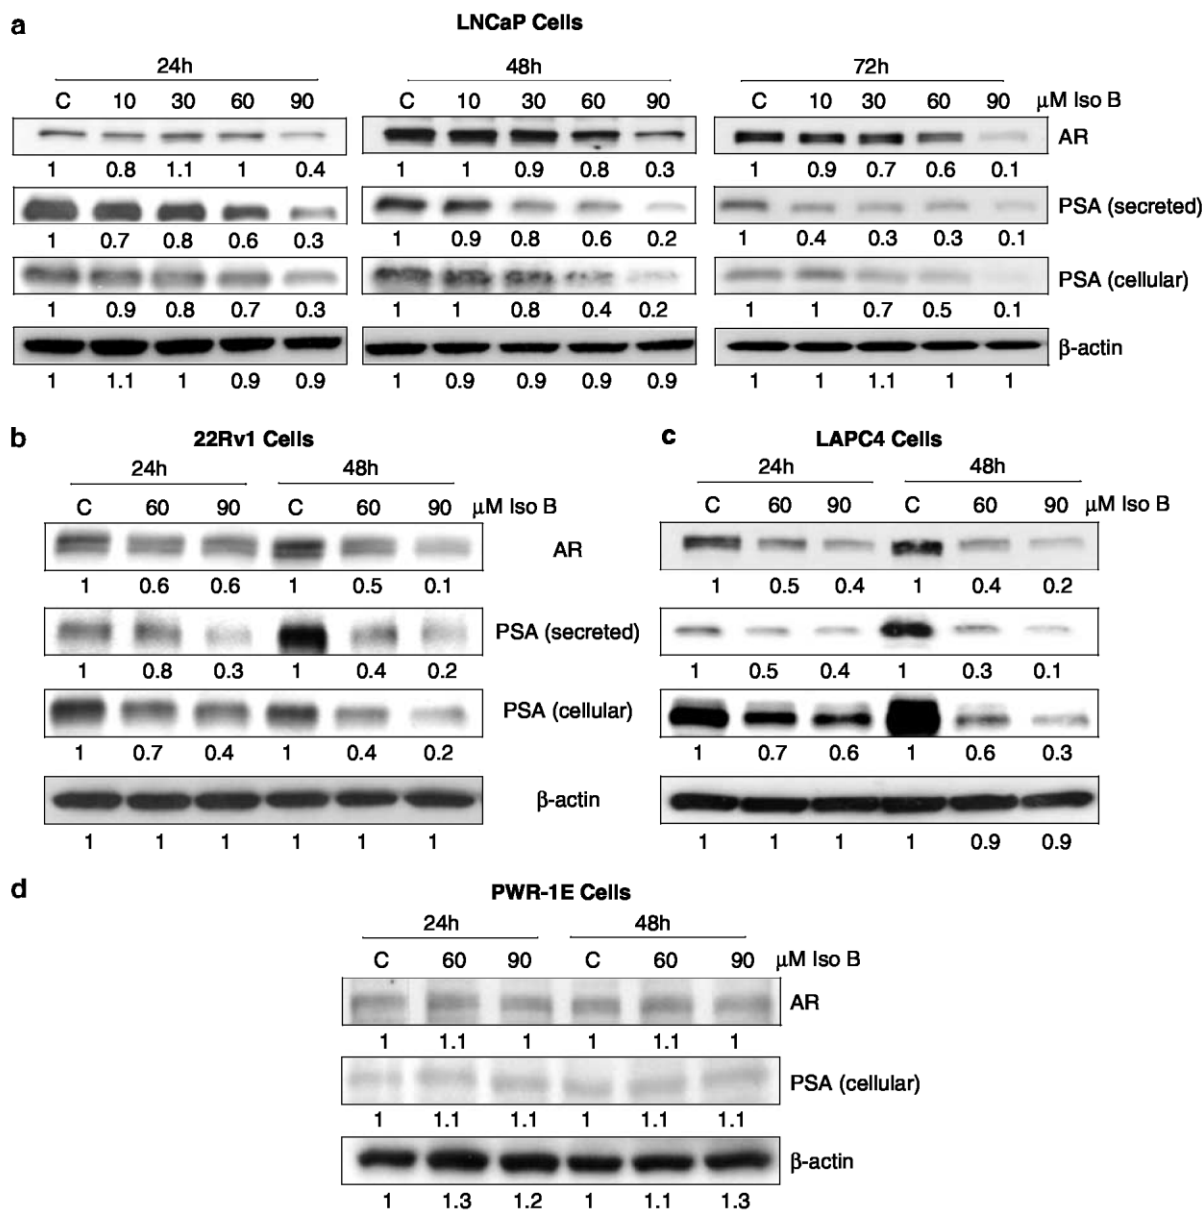 a
LNCaP Cells
24h 48h 72h
C 10 30 60 90 C 10 30 60 90 C 10 30 60 90 μM Iso B
AR
1 0.8 1.1 1 0.4 1 1 0.9 0.8 0.3 1 0.9 0.7 0.6 0.1
PSA (secreted)
1 0.7 0.8 0.6 0.3 1 0.9 0.8 0.6 0.2 1 0.4 0.3 0.3 0.1
PSA (cellular)
1 0.9 0.8 0.7 0.3 1 1 0.8 0.4 0.2 1 1 0.7 0.5 0.1
β-actin
1 1.1 1 0.9 0.9 1 0.9 0.9 0.9 0.9 1 1 1.1 1 1
b
22Rv1 Cells
24h 48h
C 60 90 C 60 90 μM Iso B
AR
1 0.6 0.6 1 0.5 0.1
PSA (secreted)
1 0.8 0.3 1 0.4 0.2
PSA (cellular)
1 0.7 0.4 1 0.4 0.2
β-actin
1 1 1 1 1 1
c
LAPC4 Cells
24h 48h
C 60 90 C 60 90 μM Iso B
1 0.5 0.4 1 0.4 0.2
1 0.5 0.4 1 0.3 0.1
1 0.7 0.6 1 0.6 0.3
1 1 1 1 0.9 0.9
d
PWR-1E Cells
24h 48h
C 60 90 C 60 90 μM Iso B
AR
1 1.1 1 1 1.1 1
PSA (cellular)
1 1.1 1.1 1 1.1 1.1
β-actin
1 1.3 1.2 1 1.1 1.3